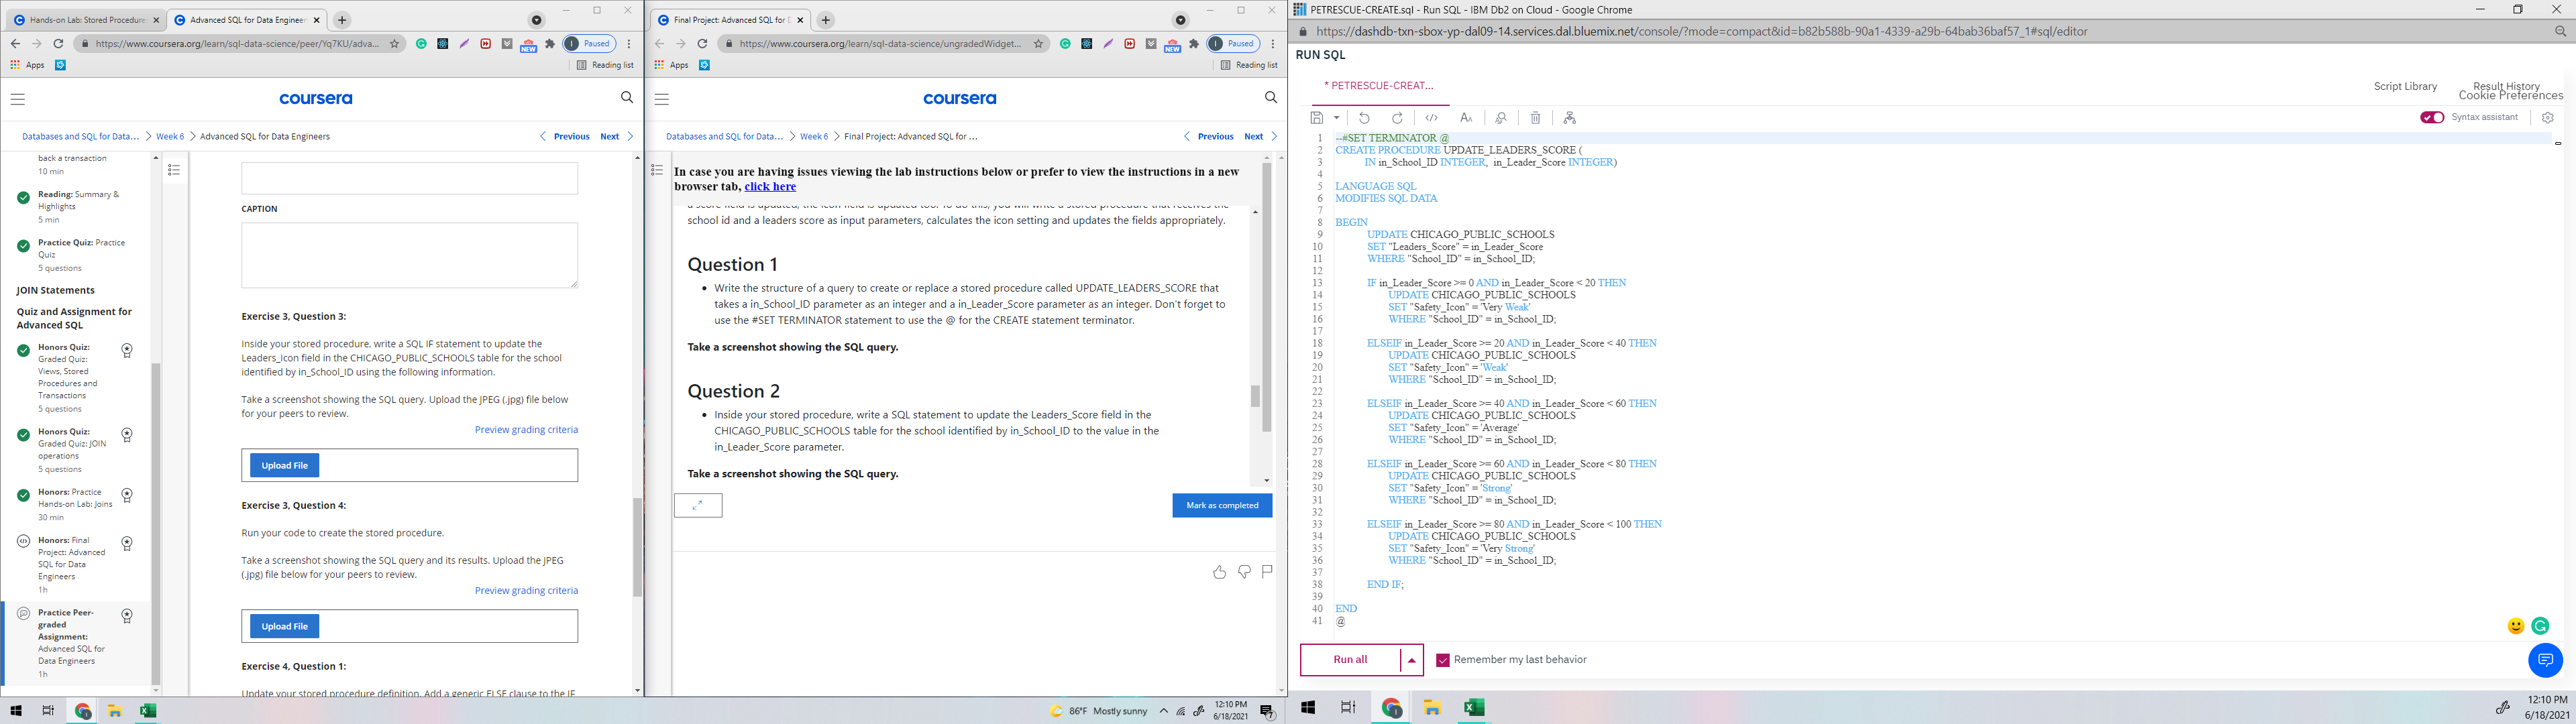 Hands-on Lab: Stored Procedures
Advanced SQL for Data Engineer
https://www.coursera.org/learn/sql-data-science/peer/Yq7KU/adva...
NEW
Paused
Apps
Reading list
coursera
Databases and SQL for Data...
Week 6
Advanced SQL for Data Engineers
Previous
Next
back a transaction
10 min
Reading: Summary &
Highlights
5 min
Practice Quiz: Practice
Quiz
5 questions
JOIN Statements
Quiz and Assignment for
Advanced SQL
Honors Quiz:
Graded Quiz:
Views, Stored
Procedures and
Transactions
5 questions
Honors Quiz:
Graded Quiz: JOIN
operations
5 questions
Honors: Practice
Hands-on Lab: Joins
30 min
Honors: Final
Project: Advanced
SQL for Data
Engineers
1h
Practice Peer-
graded
Assignment:
Advanced SQL for
Data Engineers
1h
CAPTION
Exercise 3, Question 3:
Inside your stored procedure, write a SQL IF statement to update the
Leaders_Icon field in the CHICAGO_PUBLIC_SCHOOLS table for the school
identified by in_School_ID using the following information.
Take a screenshot showing the SQL query. Upload the JPEG (.jpg) file below
for your peers to review.
Preview grading criteria
Upload File
Exercise 3, Question 4:
Run your code to create the stored procedure.
Take a screenshot showing the SQL query and its results. Upload the JPEG
(.jpg) file below for your peers to review.
Preview grading criteria
Upload File
Exercise 4, Question 1:
Update your stored procedure definition. Add a generic ELSE clause to the IF
Final Project: Advanced SQL for D
https://www.coursera.org/learn/sql-data-science/ungradedWidget...
NEW
Paused
Apps
Reading list
coursera
Databases and SQL for Data...
Week 6
Final Project: Advanced SQL for ...
Previous
Next
In case you are having issues viewing the lab instructions below or prefer to view the instructions in a new
browser tab, click here
a score field is updated, the icon field is updated too. To do this, you will write a stored procedure that receives the
school id and a leaders score as input parameters, calculates the icon setting and updates the fields appropriately.
Question 1
• Write the structure of a query to create or replace a stored procedure called UPDATE_LEADERS_SCORE that
takes a in_School_ID parameter as an integer and a in_Leader_Score parameter as an integer. Don't forget to
use the #SET TERMINATOR statement to use the @ for the CREATE statement terminator.
Take a screenshot showing the SQL query.
Question 2
• Inside your stored procedure, write a SQL statement to update the Leaders_Score field in the
CHICAGO_PUBLIC_SCHOOLS table for the school identified by in_School_ID to the value in the
in_Leader_Score parameter.
Take a screenshot showing the SQL query.
Mark as completed
86°F Mostly sunny
12:10 PM
6/18/2021
7
PETRESCUE-CREATE.sql - Run SQL - IBM Db2 on Cloud - Google Chrome
https://dashdb-txn-sbox-yp-dal09-14.services.dal.bluemix.net/console/?mode=compact&id=b82b588b-90a1-4339-a29b-64bab36baf57_1#sql/editor
RUN SQL
* PETRESCUE-CREAT...
Script Library
Result History
Cookie Preferences
Syntax assistant
1 --#SET TERMINATOR @
2 CREATE PROCEDURE UPDATE_LEADERS_SCORE (
3 IN in_School_ID INTEGER, in_Leader_Score INTEGER)
4
5 LANGUAGE SQL
6 MODIFIES SQL DATA
7
8 BEGIN
9 UPDATE CHICAGO_PUBLIC_SCHOOLS
10 SET "Leaders_Score" = in_Leader_Score
11 WHERE "School_ID" = in_School_ID;
12
13 IF in_Leader_Score >= 0 AND in_Leader_Score < 20 THEN
14 UPDATE CHICAGO_PUBLIC_SCHOOLS
15 SET "Safety_Icon" = 'Very Weak'
16 WHERE "School_ID" = in_School_ID;
17
18 ELSEIF in_Leader_Score >= 20 AND in_Leader_Score < 40 THEN
19 UPDATE CHICAGO_PUBLIC_SCHOOLS
20 SET "Safety_Icon" = 'Weak'
21 WHERE "School_ID" = in_School_ID;
22
23 ELSEIF in_Leader_Score >= 40 AND in_Leader_Score < 60 THEN
24 UPDATE CHICAGO_PUBLIC_SCHOOLS
25 SET "Safety_Icon" = 'Average'
26 WHERE "School_ID" = in_School_ID;
27
28 ELSEIF in_Leader_Score >= 60 AND in_Leader_Score < 80 THEN
29 UPDATE CHICAGO_PUBLIC_SCHOOLS
30 SET "Safety_Icon" = 'Strong'
31 WHERE "School_ID" = in_School_ID;
32
33 ELSEIF in_Leader_Score >= 80 AND in_Leader_Score < 100 THEN
34 UPDATE CHICAGO_PUBLIC_SCHOOLS
35 SET "Safety_Icon" = 'Very Strong'
36 WHERE "School_ID" = in_School_ID;
37
38 END IF;
39
40 END
41 @
Run all
Remember my last behavior
12:10 PM
6/18/2021